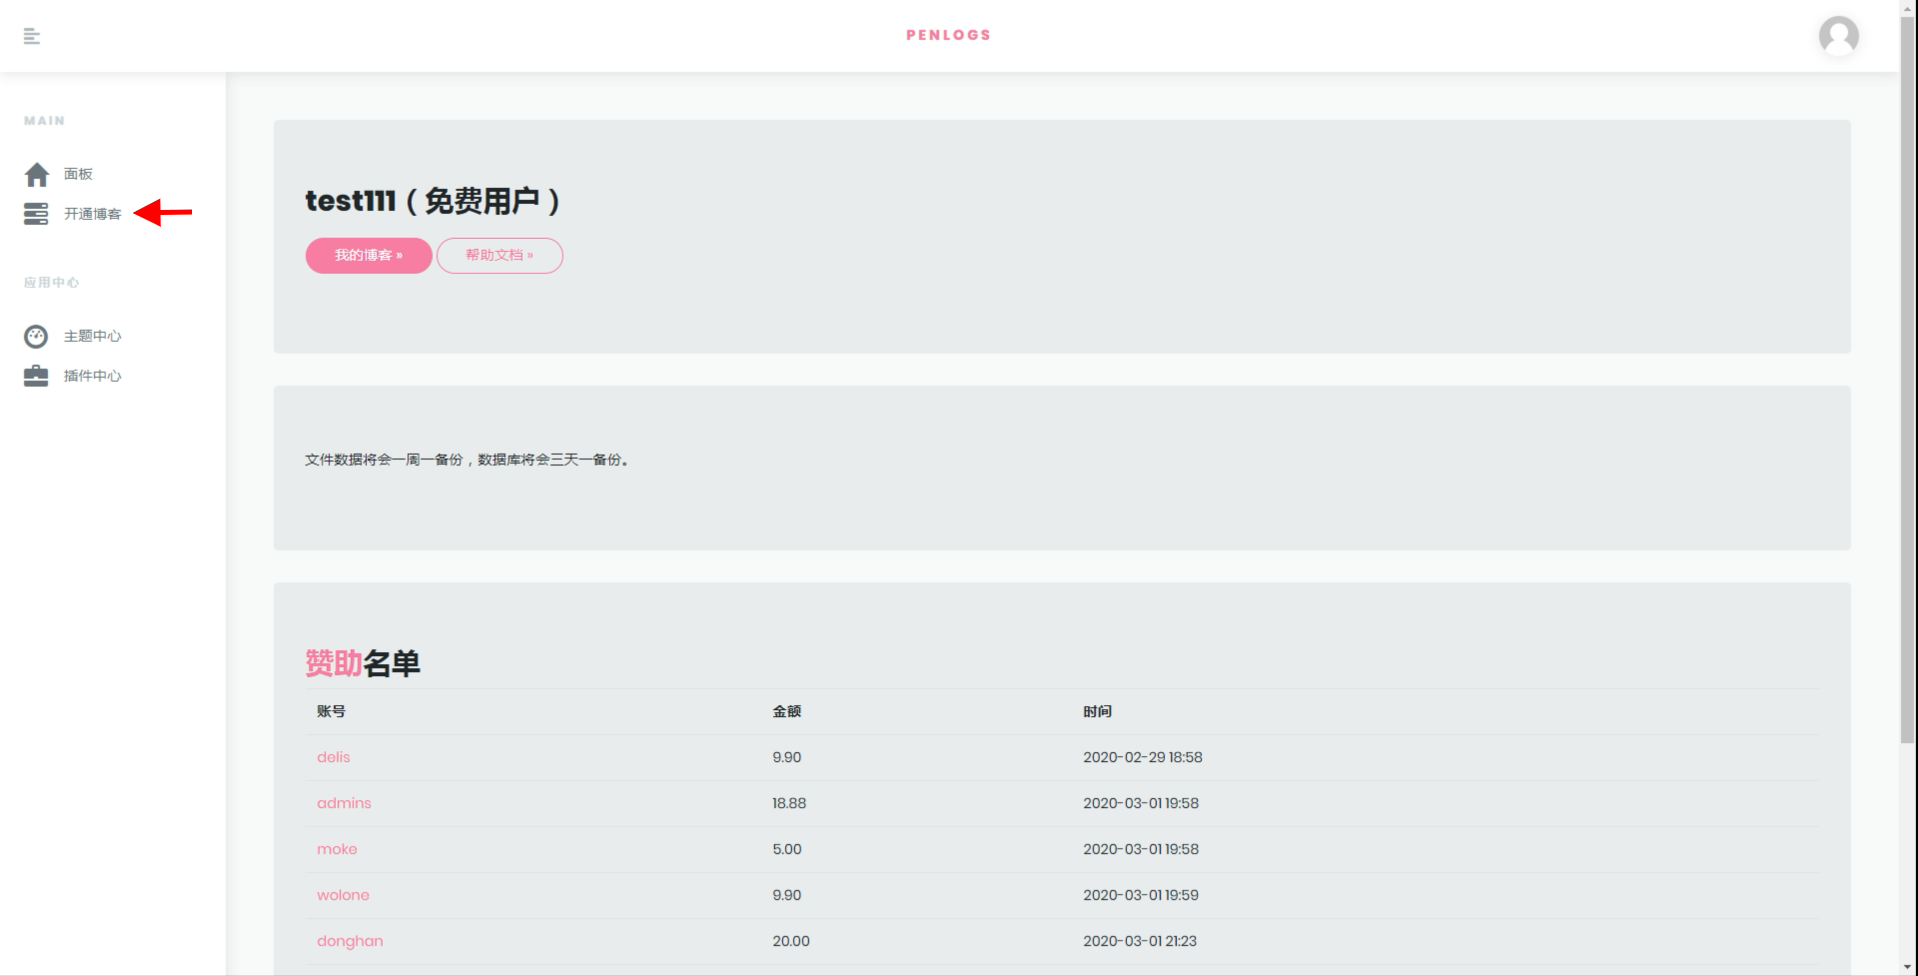 PENLOGS
MAIN
面板
开通博客
应用中心
主题中心
插件中心
test111（免费用户）
我的博客 » 帮助文档 »
文件数据将会一周一备份，数据库将会三天一备份。
赞助名单
账号 金额 时间
delis 9.90 2020-02-29 18:58
admins 18.88 2020-03-01 19:58
moke 5.00 2020-03-01 19:58
wolone 9.90 2020-03-01 19:59
donghan 20.00 2020-03-01 21:23